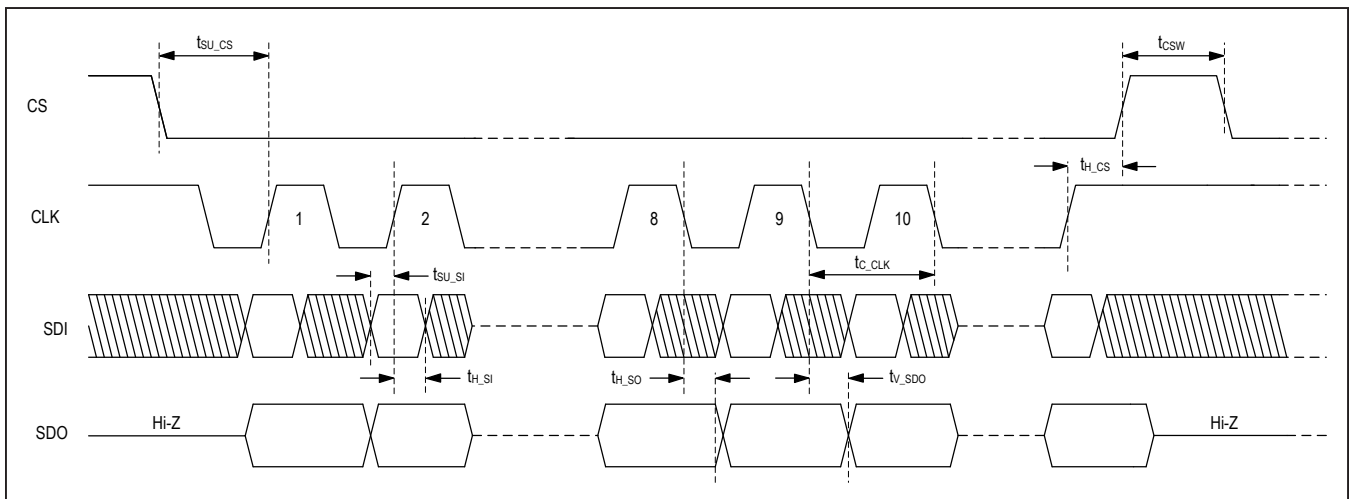 tSU_CS
tCSW
CS
tH_CS
CLK
1
2
8
9
10
tC_CLK
tSU_SI
SDI
tH_SI
tH_SO
tV_SDO
SDO
Hi-Z
Hi-Z